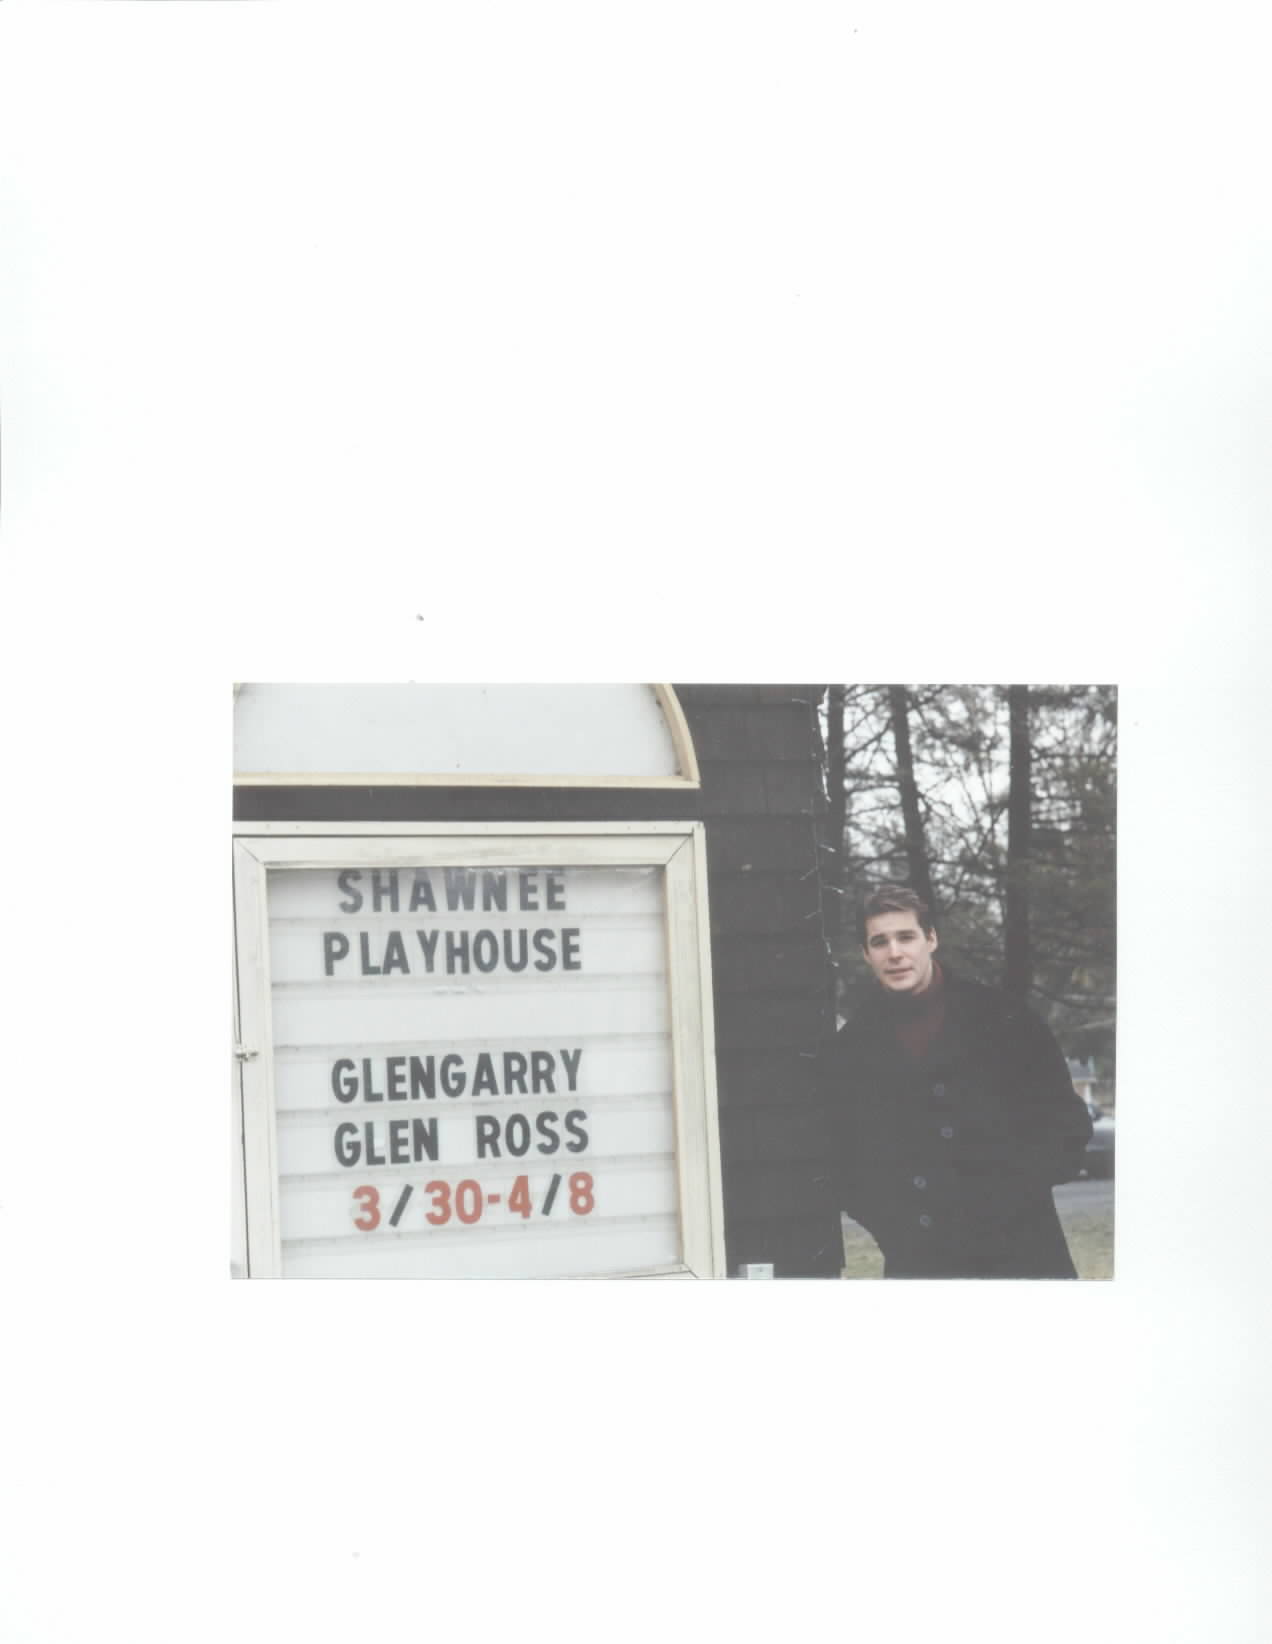 SHAWNEE
PLAYHOUSE
GLENGARRY
GLEN ROSS
3/30-4/8